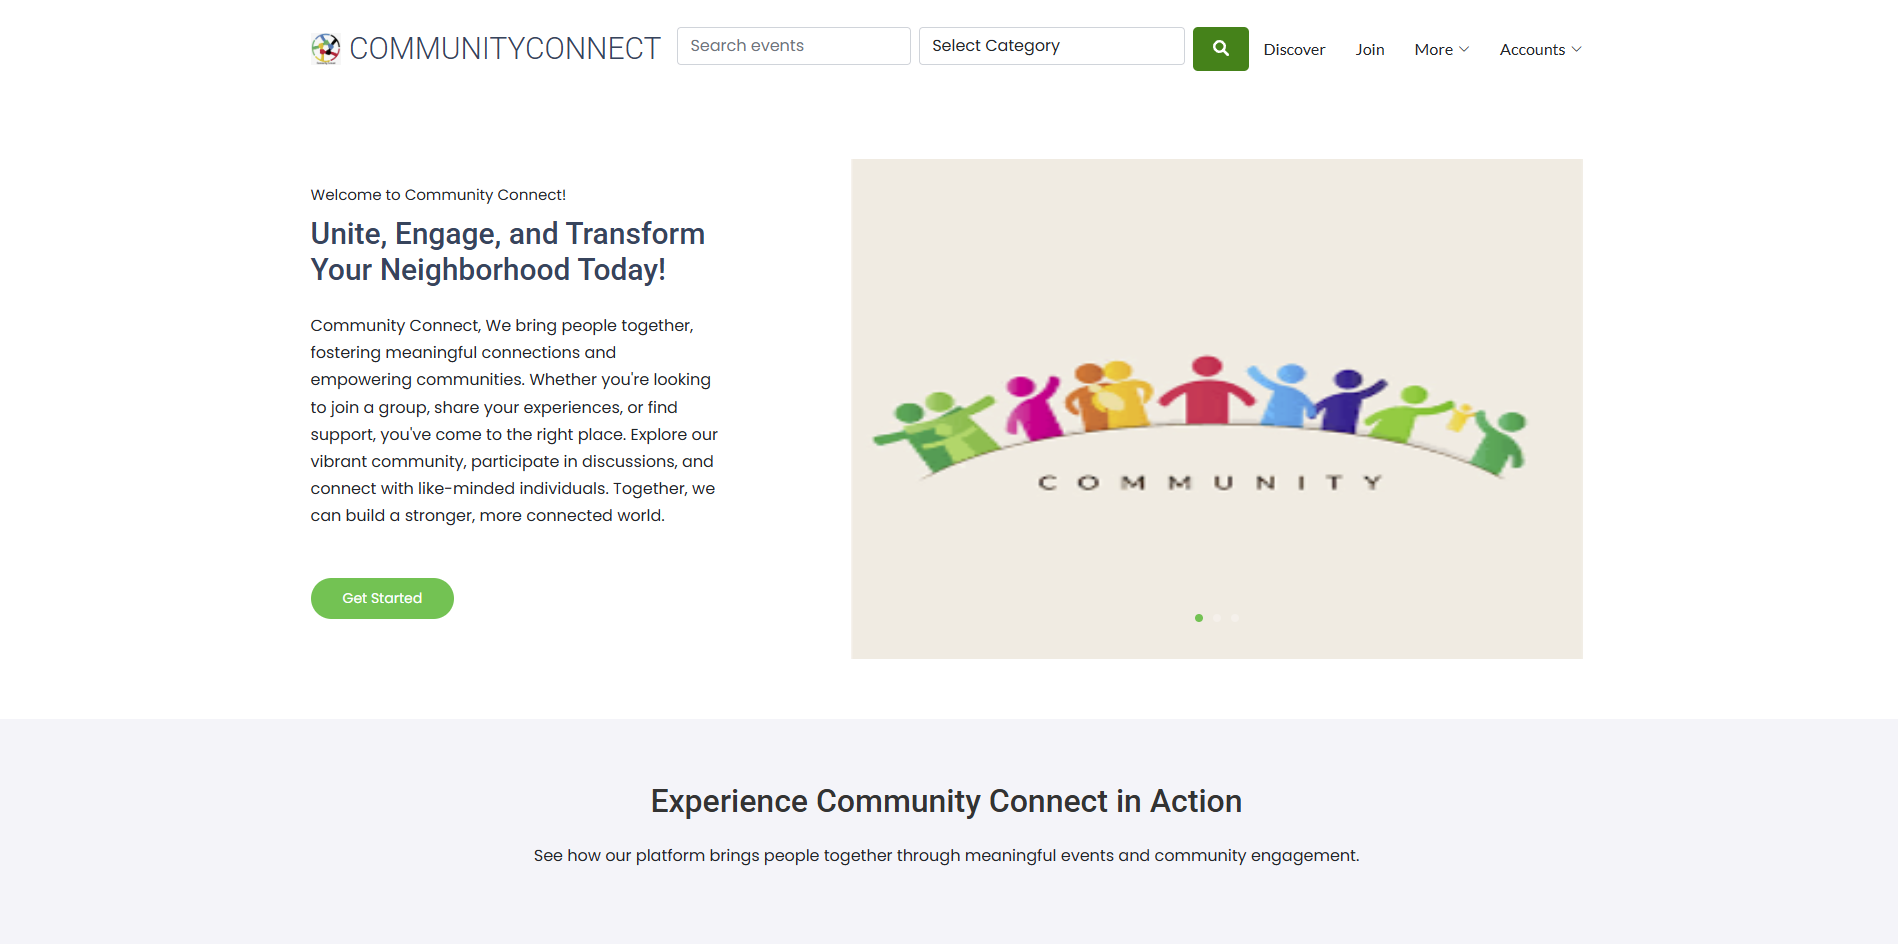 COMMUNITYCONNECT
Search events
Select Category
Discover
Join
More
Accounts
Welcome to Community Connect!
Unite, Engage, and Transform
Your Neighborhood Today!
Community Connect, We bring people together,
fostering meaningful connections and
empowering communities. Whether you're looking
to join a group, share your experiences, or find
support, you've come to the right place. Explore our
vibrant community, participate in discussions, and
connect with like-minded individuals. Together, we
can build a stronger, more connected world.
Get Started
COMMUNITY
Experience Community Connect in Action
See how our platform brings people together through meaningful events and community engagement.